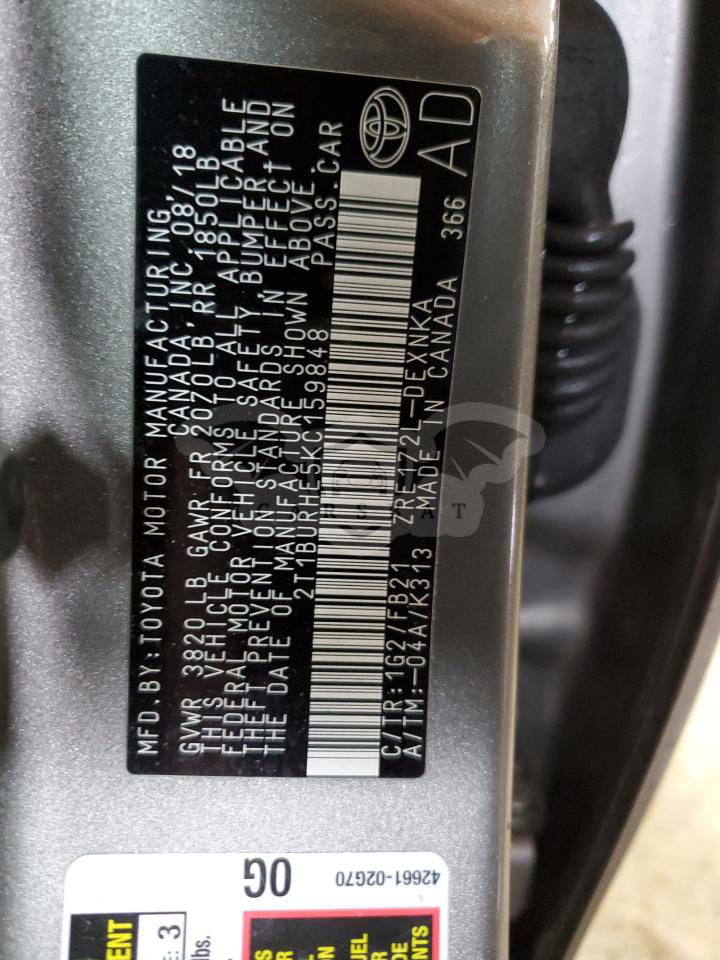 MFD.BY:TOYOTA MOTOR MANUFACTURING
CANADA, INC. 08/18
GVWR 3820LB GAWR FR 2070LB RR 1850LB
THIS VEHICLE CONFORMS TO ALL APPLICABLE
FEDERAL MOTOR VEHICLE SAFETY, BUMPER AND
THEFT PREVENTION STANDARDS IN EFFECT ON
THE DATE OF MANUFACTURE SHOWN ABOVE.
2T1BURHE5KC159848 PASS.CAR
C/TR:1G2/FB21 ZRE172L-DEXNKA
A/TM:-04A/K313 MADE IN CANADA 366 AD
0G
42661-02G70
3
lbs.